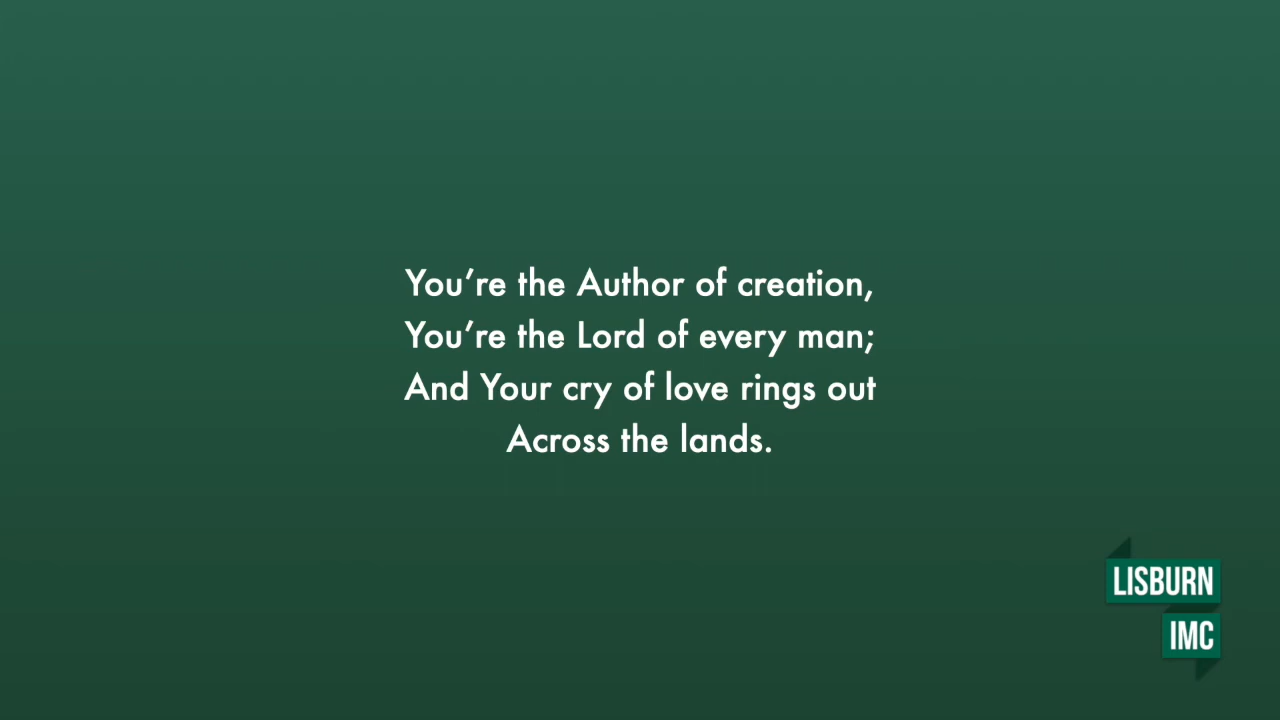 You’re the Author of creation,
You’re the Lord of every man;
And Your cry of love rings out
Across the lands.
LISBURN
IMC